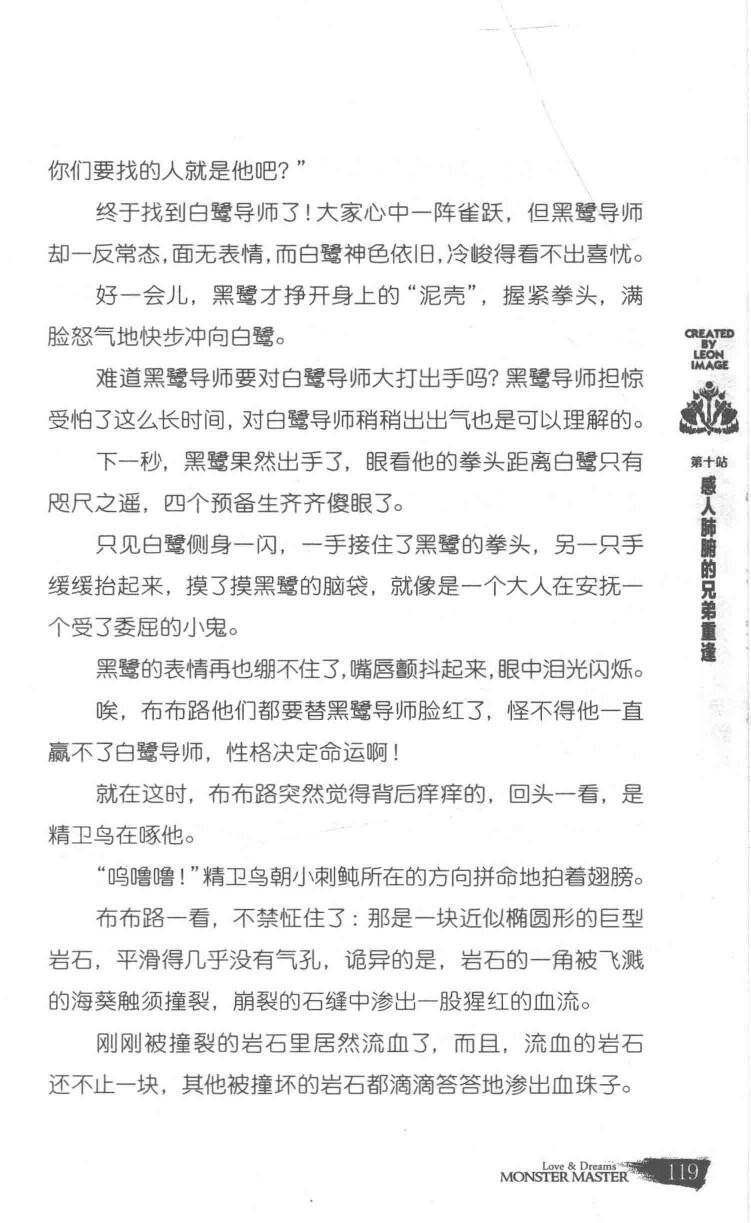 你们要找的人就是他吧？”
终于找到白鹭导师了！大家心中一阵雀跃，但黑鹭导师
却一反常态，面无表情，而白鹭神色依旧，冷峻得看不出喜忧。
好一会儿，黑鹭才挣开身上的“泥壳”，握紧拳头，满
脸怒气地快步冲向白鹭。
难道黑鹭导师要对白鹭导师大打出手吗？黑鹭导师担惊
受怕了这么长时间，对白鹭导师稍稍出出气也是可以理解的。
下一秒，黑鹭果然出手了，眼看他的拳头距离白鹭只有
咫尺之遥，四个预备生齐齐傻眼了。
只见白鹭侧身一闪，一手接住了黑鹭的拳头，另一只手
缓缓抬起来，摸了摸黑鹭的脑袋，就像是一个大人在安抚一
个受了委屈的小鬼。
黑鹭的表情再也绷不住了，嘴唇颤抖起来，眼中泪光闪烁。
唉，布布路他们都要替黑鹭导师脸红了，怪不得他一直
赢不了白鹭导师，性格决定命运啊！
就在这时，布布路突然觉得背后痒痒的，回头一看，是
精卫鸟在啄他。
“呜噜噜！”精卫鸟朝小刺鲀所在的方向拼命地拍着翅膀。
布布路一看，不禁怔住了：那是一块近似椭圆形的巨型
岩石，平滑得几乎没有气孔，诡异的是，岩石的一角被飞溅
的海葵触须撞裂，崩裂的石缝中渗出一股猩红的血流。
刚刚被撞裂的岩石里居然流血了，而且，流血的岩石
还不止一块，其他被撞坏的岩石都滴滴答答地渗出血珠子。
CREATED
BY
LEON
IMAGE
第十站
感人肺腑的兄弟重逢
Love & Dreams
MONSTER MASTER
119